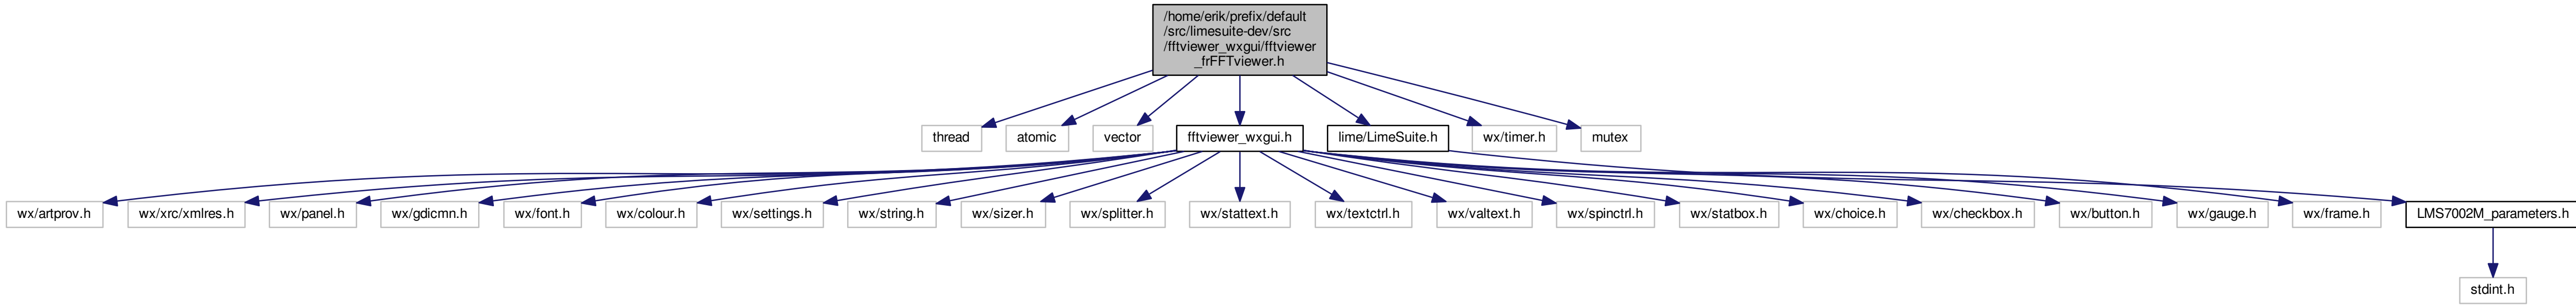 /home/erik/prefix/default
/src/limesuite-dev/src
/fftviewer_wxgui/fftviewer
_frFFTviewer.h
thread
atomic
vector
fftviewer_wxgui.h
lime/LimeSuite.h
wx/timer.h
mutex
wx/artprov.h
wx/xrc/xmlres.h
wx/panel.h
wx/gdicmn.h
wx/font.h
wx/colour.h
wx/settings.h
wx/string.h
wx/sizer.h
wx/splitter.h
wx/stattext.h
wx/textctrl.h
wx/valtext.h
wx/spinctrl.h
wx/statbox.h
wx/choice.h
wx/checkbox.h
wx/button.h
wx/gauge.h
wx/frame.h
LMS7002M_parameters.h
stdint.h